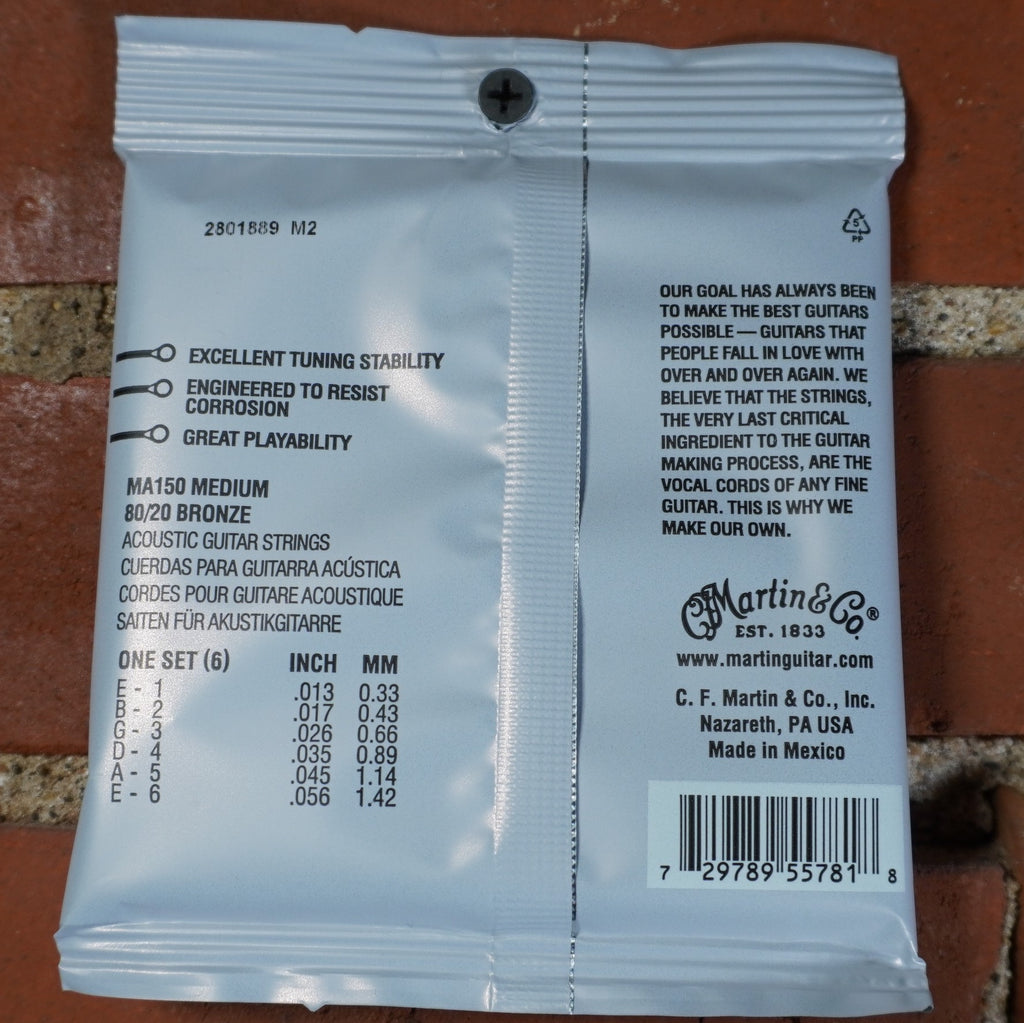 2801889 M2
EXCELLENT TUNING STABILITY
ENGINEERED TO RESIST
CORROSION
GREAT PLAYABILITY
MA150 MEDIUM
80/20 BRONZE
ACOUSTIC GUITAR STRINGS
CUERDAS PARA GUITARRA ACÚSTICA
CORDES POUR GUITARE ACOUSTIQUE
SAITEN FÜR AKUSTIKGITARRE
ONE SET (6) INCH MM
E - 1 .013 0.33
B - 2 .017 0.43
G - 3 .026 0.66
D - 4 .035 0.89
A - 5 .045 1.14
E - 6 .056 1.42
5
PP
OUR GOAL HAS ALWAYS BEEN
TO MAKE THE BEST GUITARS
POSSIBLE — GUITARS THAT
PEOPLE FALL IN LOVE WITH
OVER AND OVER AGAIN. WE
BELIEVE THAT THE STRINGS,
THE VERY LAST CRITICAL
INGREDIENT TO THE GUITAR
MAKING PROCESS, ARE THE
VOCAL CORDS OF ANY FINE
GUITAR. THIS IS WHY WE
MAKE OUR OWN.
CFMartin & Co.®
EST. 1833
www.martinguitar.com
C. F. Martin & Co., Inc.
Nazareth, PA USA
Made in Mexico
7 29789 55781 8